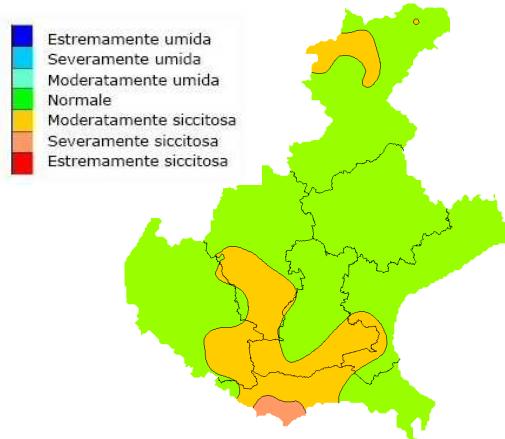 Estremamente umida
Severamente umida
Moderatamente umida
Normale
Moderatamente siccitosa
Severamente siccitosa
Estremamente siccitosa